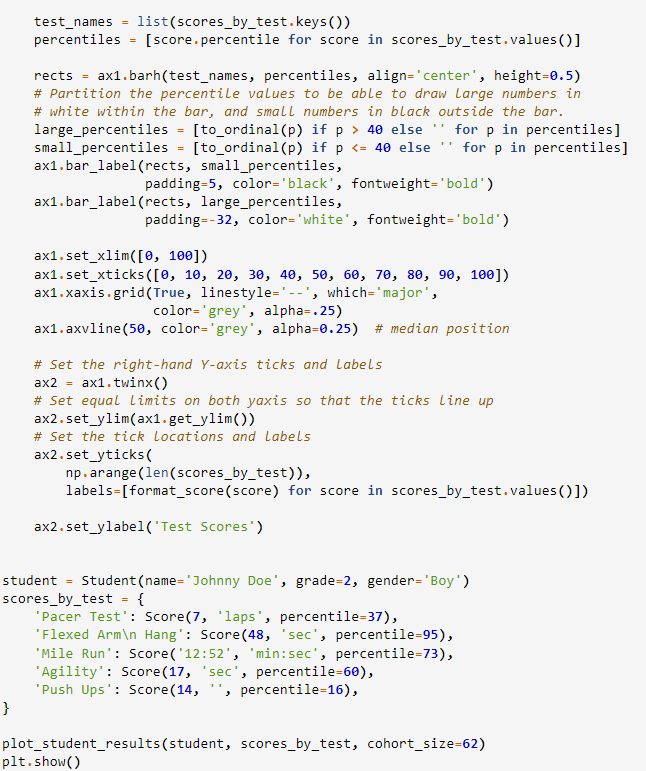 test_names = list(scores_by_test.keys())
    percentiles = [score.percentile for score in scores_by_test.values()]

    rects = ax1.barh(test_names, percentiles, align='center', height=0.5)
    # Partition the percentile values to be able to draw large numbers in
    # white within the bar, and small numbers in black outside the bar.
    large_percentiles = [to_ordinal(p) if p > 40 else '' for p in percentiles]
    small_percentiles = [to_ordinal(p) if p <= 40 else '' for p in percentiles]
    ax1.bar_label(rects, small_percentiles,
                  padding=5, color='black', fontweight='bold')
    ax1.bar_label(rects, large_percentiles,
                  padding=-32, color='white', fontweight='bold')

    ax1.set_xlim([0, 100])
    ax1.set_xticks([0, 10, 20, 30, 40, 50, 60, 70, 80, 90, 100])
    ax1.xaxis.grid(True, linestyle='--', which='major',
                   color='grey', alpha=.25)
    ax1.axvline(50, color='grey', alpha=0.25)  # median position

    # Set the right-hand Y-axis ticks and labels
    ax2 = ax1.twinx()
    # Set equal limits on both yaxis so that the ticks line up
    ax2.set_ylim(ax1.get_ylim())
    # Set the tick locations and labels
    ax2.set_yticks(
        np.arange(len(scores_by_test)),
        labels=[format_score(score) for score in scores_by_test.values()])

    ax2.set_ylabel('Test Scores')


student = Student(name='Johnny Doe', grade=2, gender='Boy')
scores_by_test = {
    'Pacer Test': Score(7, 'laps', percentile=37),
    'Flexed Arm\n Hang': Score(48, 'sec', percentile=95),
    'Mile Run': Score('12:52', 'min:sec', percentile=73),
    'Agility': Score(17, 'sec', percentile=60),
    'Push Ups': Score(14, '', percentile=16),
}

plot_student_results(student, scores_by_test, cohort_size=62)
plt.show()